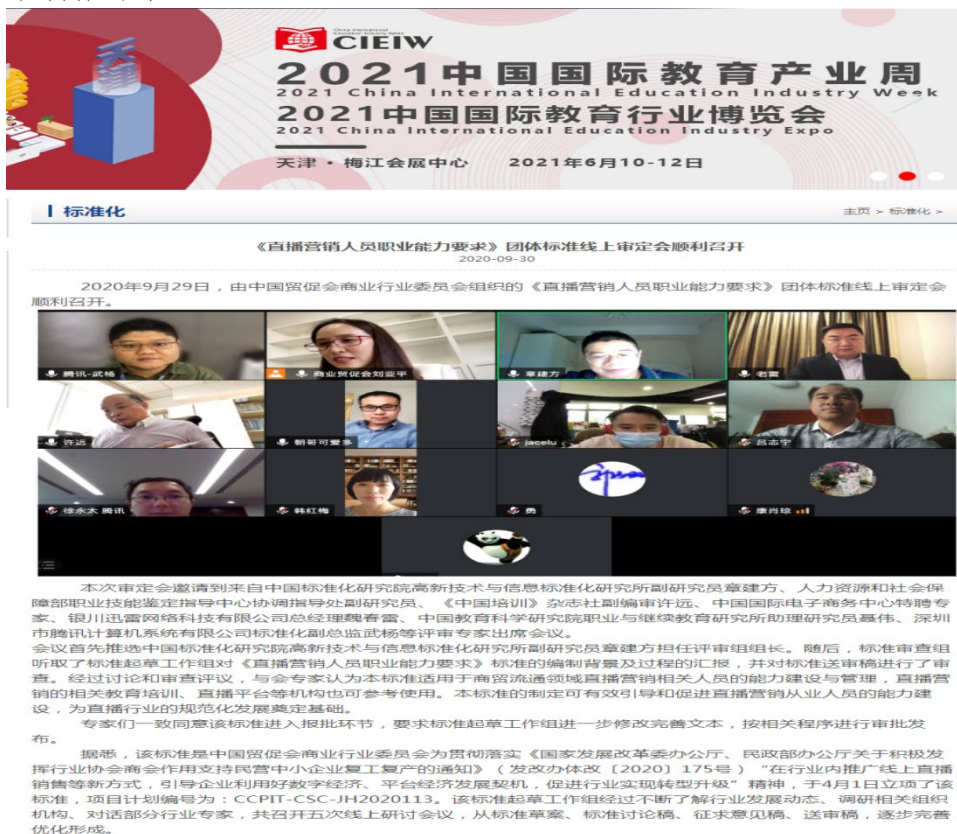 天津
China International
Education Industry Week
CIEIW
2021中国国际教育产业周
2021 China International Education Industry Week
2021中国国际教育行业博览会
2021 China International Education Industry Expo
天津·梅江会展中心 2021年6月10-12日
标准化
主页 > 标准化 >
《直播营销人员职业能力要求》团体标准线上审定会顺利召开
2020-09-30
2020年9月29日，由中国贸促会商业行业委员会组织的《直播营销人员职业能力要求》团体标准线上审定会
顺利召开。
腾讯-武杨
商业贸促会刘亚平
章建方
老雷
许远
朝哥可爱多
jacelu
吕志宁
徐永太 腾讯
韩红梅
勇
康肖琼
本次审定会邀请到来自中国标准化研究院高新技术与信息标准化研究所副研究员章建方、人力资源和社会保
障部职业技能鉴定指导中心协调指导处副研究员、《中国培训》杂志社副编审许远、中国国际电子商务中心特聘专
家、银川迅雷网络科技有限公司总经理魏春雷、中国教育科学研究院职业与继续教育研究所助理研究员聂伟、深圳
市腾讯计算机系统有限公司标准化副总监武杨等评审专家出席会议。
会议首先推选中国标准化研究院高新技术与信息标准化研究所副研究员章建方担任评审组组长。随后，标准审查组
听取了标准起草工作组对《直播营销人员职业能力要求》标准的编制背景及过程的汇报，并对标准送审稿进行了审
查。经过讨论和审查评议，与会专家认为本标准适用于商贸流通领域直播营销相关人员的能力建设与管理，直播营
销的相关教育培训、直播平台等机构也可参考使用。本标准的制定可有效引导和促进直播营销从业人员的能力建
设，为直播行业的规范化发展奠定基础。
专家们一致同意该标准进入报批环节，要求标准起草工作组进一步修改完善文本，按相关程序进行审批发
布。
据悉，该标准是中国贸促会商业行业委员会为贯彻落实《国家发展改革委办公厅、民政部办公厅关于积极发
挥行业协会商会作用支持民营中小企业复工复产的通知》（发改办体改〔2020〕175号）“在行业内推广线上直播
销售等新方式，引导企业利用好数字经济、平台经济发展契机，促进行业实现转型升级”精神，于4月1日立项了该
标准，项目计划编号为：CCPIT-CSC-JH2020113。该标准起草工作组经过不断了解行业发展动态、调研相关组织
机构、对话部分行业专家，共召开五次线上研讨会议，从标准草案、标准讨论稿、征求意见稿、送审稿，逐步完善
优化形成。